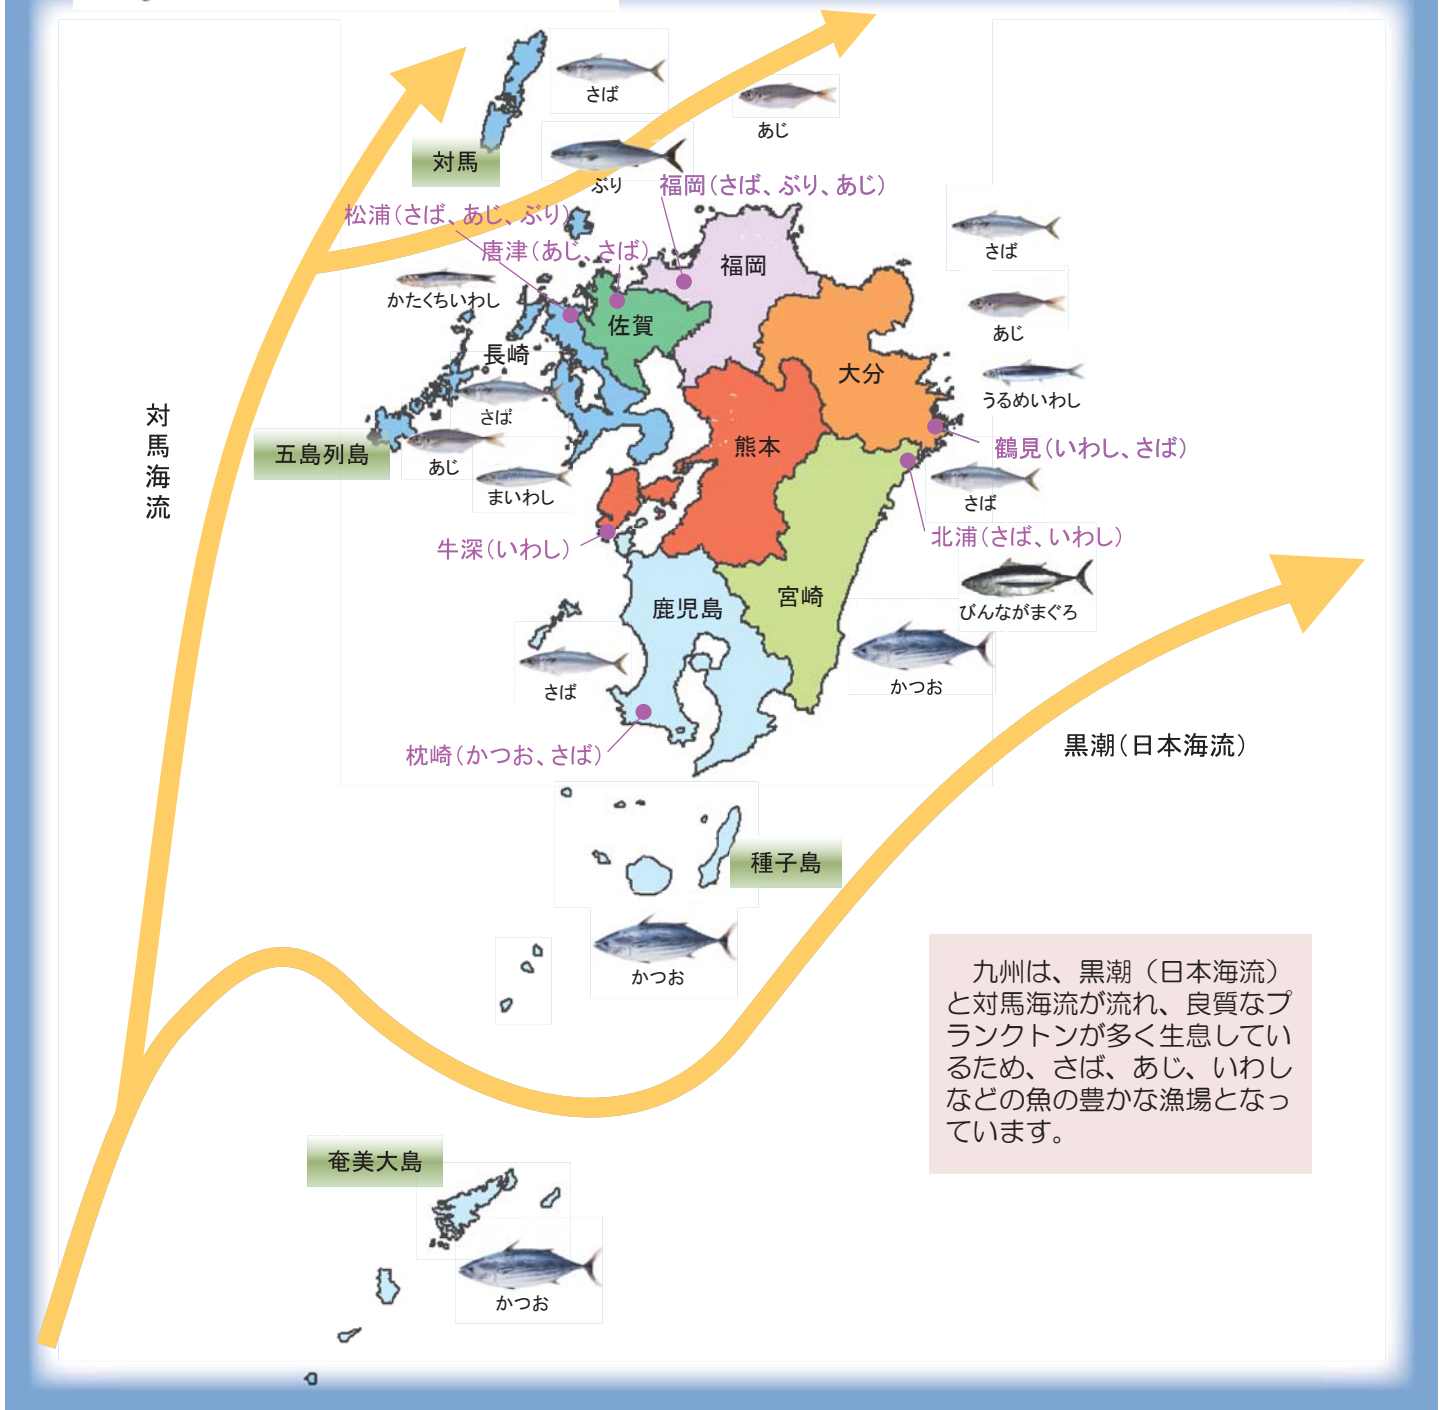 さば
あじ
対馬
ぶり
福岡（さば、ぶり、あじ）
松浦（さば、あじ、ぶり）
唐津（あじ、さば）
さば
福岡
かたくちいわし
佐賀
あじ
長崎
大分
うるめいわし
さば
対馬海流
五島列島
あじ
熊本
鶴見（いわし、さば）
まいわし
さば
牛深（いわし）
北浦（さば、いわし）
宮崎
鹿児島
びんながまぐろ
さば
かつお
枕崎（かつお、さば）
黒潮（日本海流）
種子島
かつお
九州は、黒潮（日本海流）
と対馬海流が流れ、良質なプ
ランクトンが多く生息してい
るため、さば、あじ、いわし
などの魚の豊かな漁場となっ
ています。
奄美大島
かつお